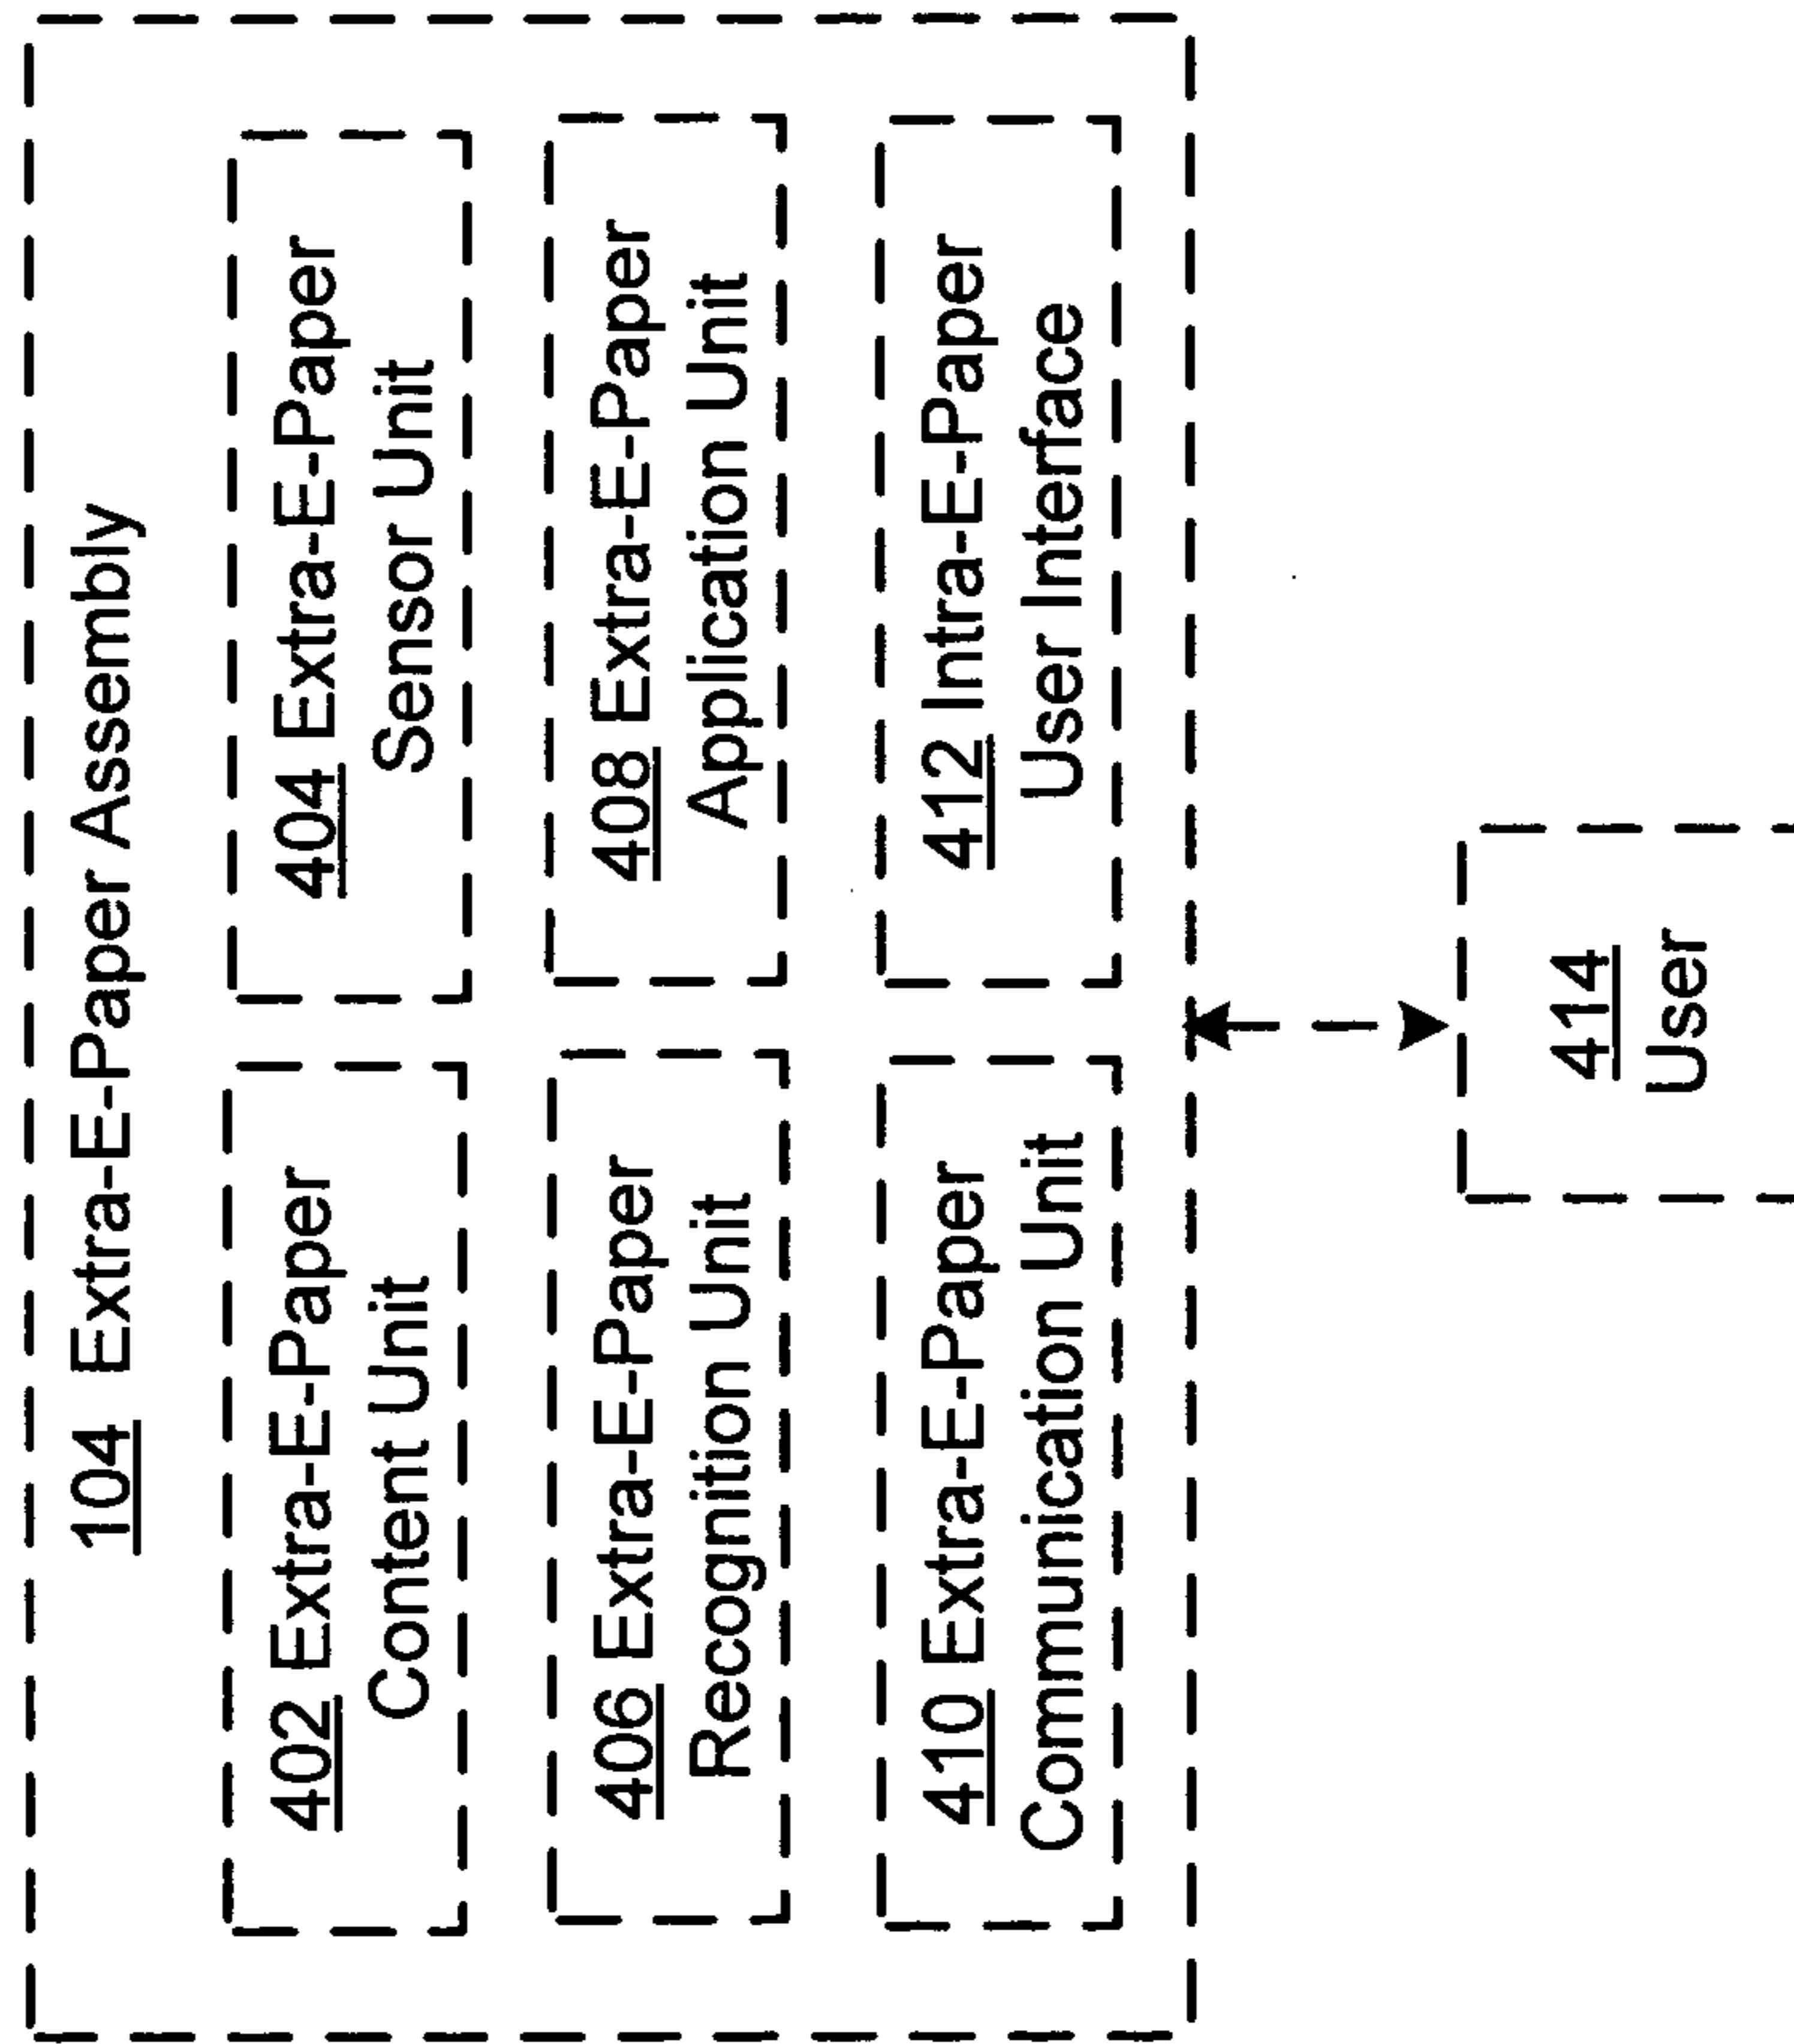 104 Extra-E-Paper Assembly
402 Extra-E-Paper
Content Unit
404 Extra-E-Paper
Sensor Unit
406 Extra-E-Paper
Recognition Unit
408 Extra-E-Paper
Application Unit
410 Extra-E-Paper
Communication Unit
412 Intra-E-Paper
User Interface
414
User